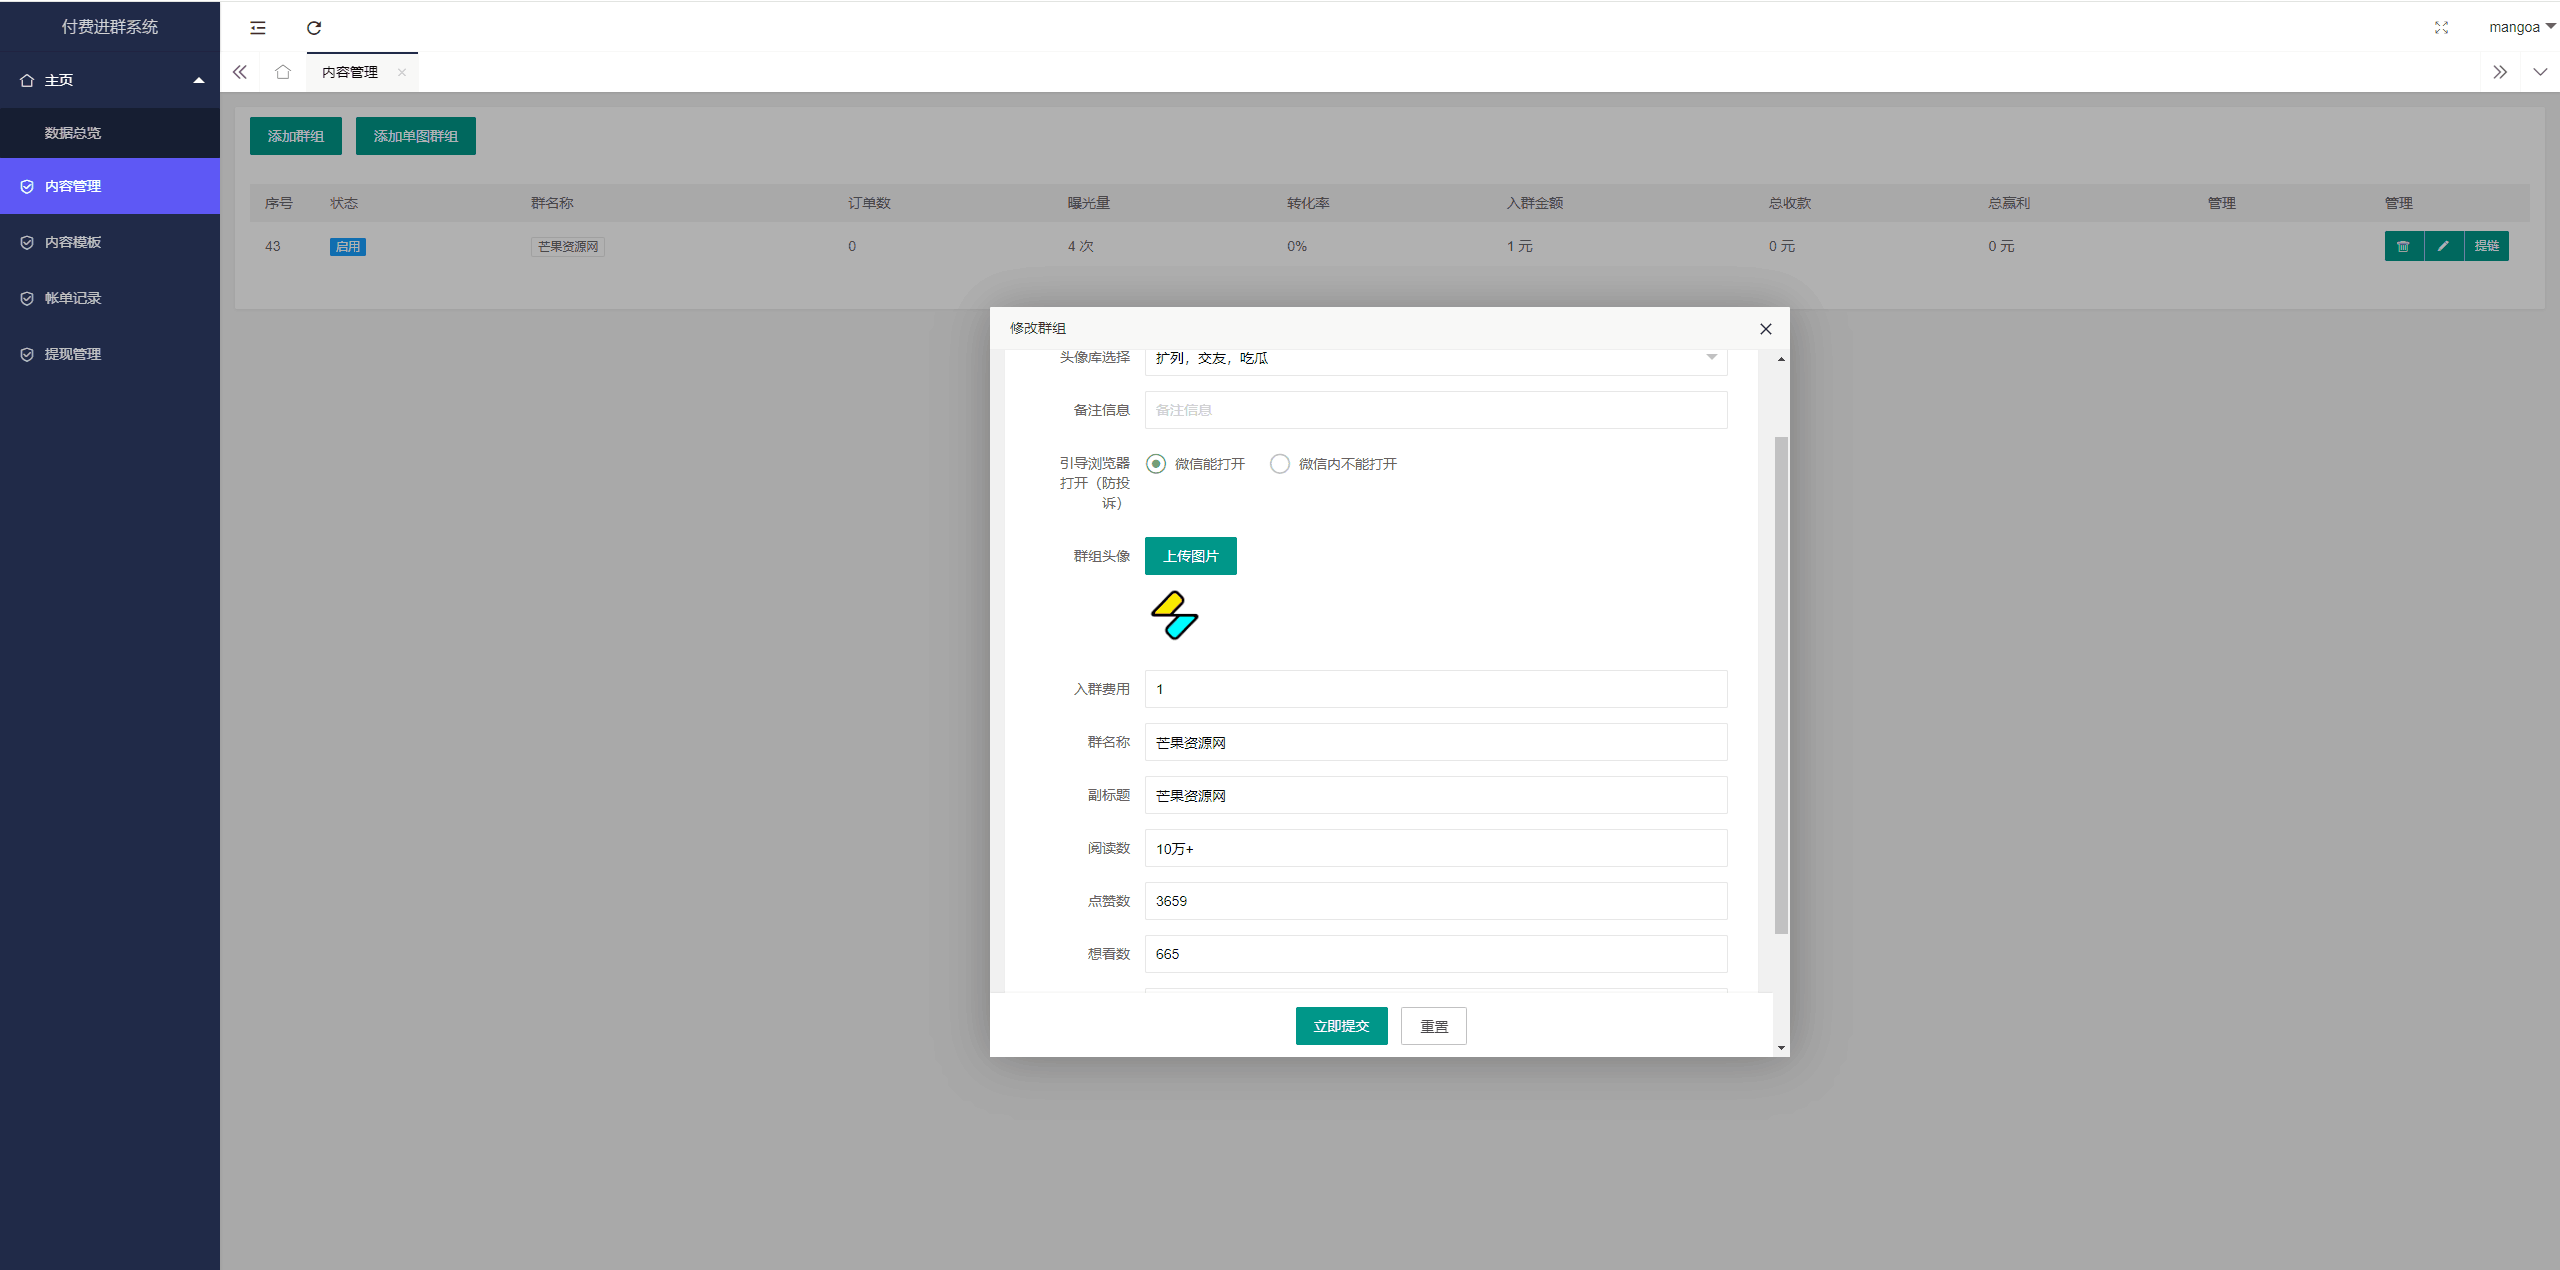 付费进群系统
mangoa
主页
内容管理
数据总览
添加群组 添加单图群组
内容管理
序号 状态 群名称 订单数 曝光量 转化率 入群金额 总收款 总赢利 管理 管理
内容模板
43 启用 芒果资源网 0 4 次 0% 1 元 0 元 0 元 提链
帐单记录
提现管理
修改群组
头像库选择 扩列，交友，吃瓜
备注信息 备注信息
引导浏览器 微信能打开 微信内不能打开
打开（防投
诉）
群组头像 上传图片
入群费用 1
群名称 芒果资源网
副标题 芒果资源网
阅读数 10万+
点赞数 3659
想看数 665
立即提交 重置